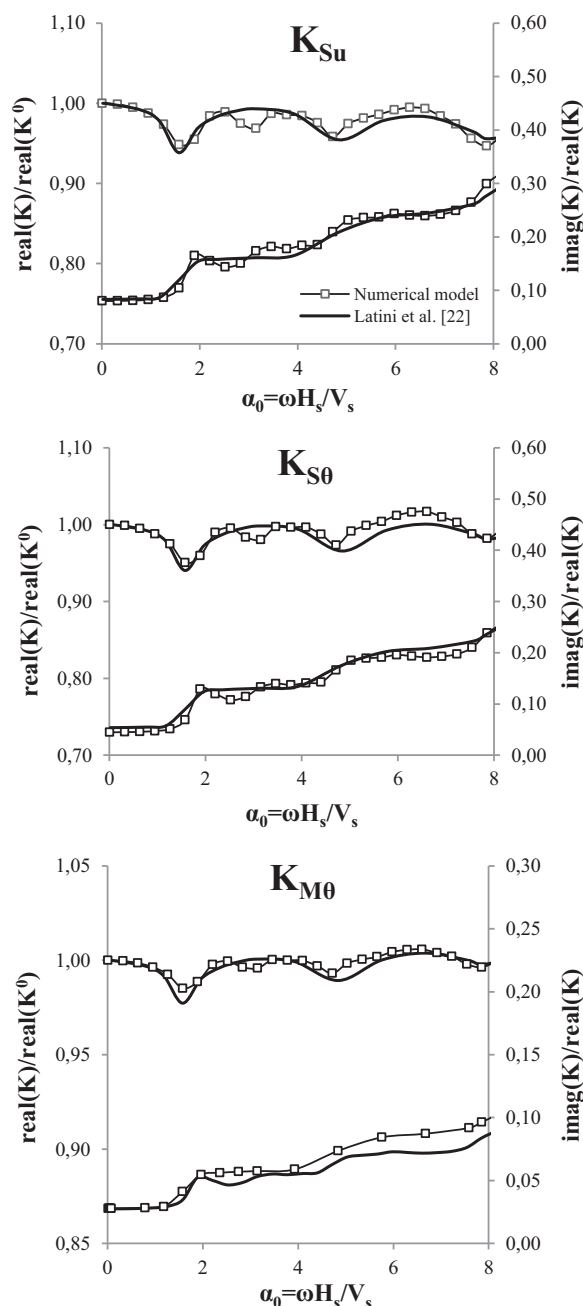 K_Su
1,10
1,00
0,90
0,80
0,70
real(K)/real(K⁰)
0,60
0,50
0,40
0,30
0,20
0,10
0,00
imag(K)/real(K)
Numerical model
Latini et al. [22]
0 2 4 6 8
α₀=ωHₛ/Vₛ
K_Sθ
1,10
1,00
0,90
0,80
0,70
real(K)/real(K⁰)
0,60
0,50
0,40
0,30
0,20
0,10
0,00
imag(K)/real(K)
0 2 4 6 8
α₀=ωHₛ/Vₛ
K_Mθ
1,05
1,00
0,95
0,90
0,85
real(K)/real(K⁰)
0,30
0,25
0,20
0,15
0,10
0,05
0,00
imag(K)/real(K)
0 2 4 6 8
α₀=ωHₛ/Vₛ